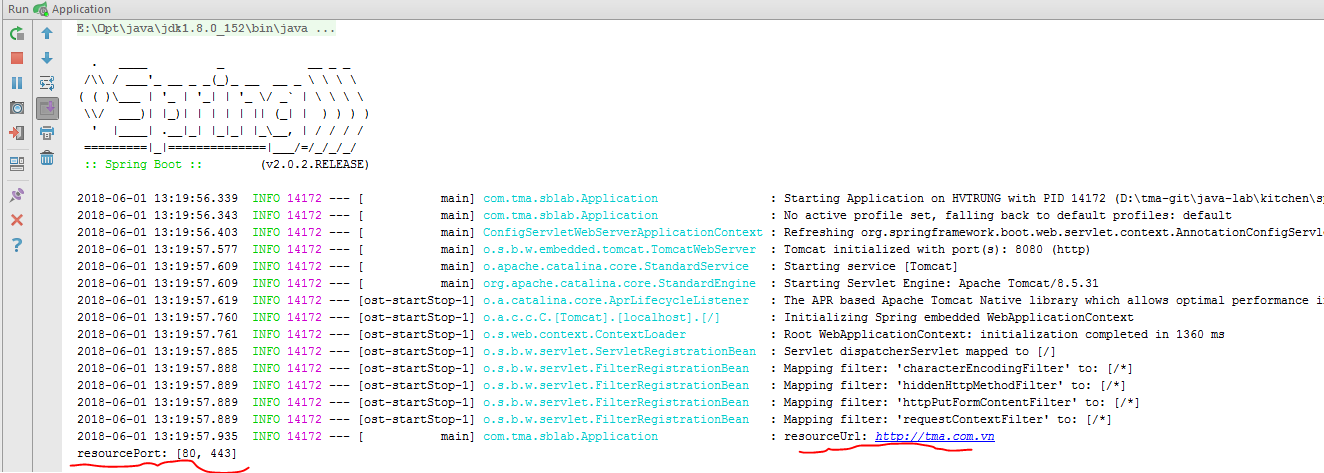 Run Application
E:\Opt\java\jdk1.8.0_152\bin\java ...
  .   ____          _            __ _ _
 /\\ / ___'_ __ _ _(_)_ __  __ _ \ \ \ \
( ( )\___ | '_ | '_| | '_ \/ _` | \ \ \ \
 \\/  ___)| |_)| | | | | || (_| |  ) ) ) )
  '  |____| .__|_| |_|_| |_\__, | / / / /
 =========|_|==============|___/=/_/_/_/
 :: Spring Boot ::        (v2.0.2.RELEASE)
2018-06-01 13:19:56.339  INFO 14172 --- [           main] com.tma.sblab.Application                : Starting Application on HVTRUNG with PID 14172 (D:\tma-git\java-lab\kitchen\sp
2018-06-01 13:19:56.343  INFO 14172 --- [           main] com.tma.sblab.Application                : No active profile set, falling back to default profiles: default
2018-06-01 13:19:56.403  INFO 14172 --- [           main] ConfigServletWebServerApplicationContext : Refreshing org.springframework.boot.web.servlet.context.AnnotationConfigServl
2018-06-01 13:19:57.577  INFO 14172 --- [           main] o.s.b.w.embedded.tomcat.TomcatWebServer  : Tomcat initialized with port(s): 8080 (http)
2018-06-01 13:19:57.609  INFO 14172 --- [           main] o.apache.catalina.core.StandardService   : Starting service [Tomcat]
2018-06-01 13:19:57.609  INFO 14172 --- [           main] org.apache.catalina.core.StandardEngine  : Starting Servlet Engine: Apache Tomcat/8.5.31
2018-06-01 13:19:57.619  INFO 14172 --- [ost-startStop-1] o.a.catalina.core.AprLifecycleListener   : The APR based Apache Tomcat Native library which allows optimal performance i
2018-06-01 13:19:57.760  INFO 14172 --- [ost-startStop-1] o.a.c.c.C.[Tomcat].[localhost].[/]       : Initializing Spring embedded WebApplicationContext
2018-06-01 13:19:57.761  INFO 14172 --- [ost-startStop-1] o.s.web.context.ContextLoader            : Root WebApplicationContext: initialization completed in 1360 ms
2018-06-01 13:19:57.885  INFO 14172 --- [ost-startStop-1] o.s.b.w.servlet.ServletRegistrationBean  : Servlet dispatcherServlet mapped to [/]
2018-06-01 13:19:57.888  INFO 14172 --- [ost-startStop-1] o.s.b.w.servlet.FilterRegistrationBean   : Mapping filter: 'characterEncodingFilter' to: [/*]
2018-06-01 13:19:57.889  INFO 14172 --- [ost-startStop-1] o.s.b.w.servlet.FilterRegistrationBean   : Mapping filter: 'hiddenHttpMethodFilter' to: [/*]
2018-06-01 13:19:57.889  INFO 14172 --- [ost-startStop-1] o.s.b.w.servlet.FilterRegistrationBean   : Mapping filter: 'httpPutFormContentFilter' to: [/*]
2018-06-01 13:19:57.889  INFO 14172 --- [ost-startStop-1] o.s.b.w.servlet.FilterRegistrationBean   : Mapping filter: 'requestContextFilter' to: [/*]
2018-06-01 13:19:57.935  INFO 14172 --- [           main] com.tma.sblab.Application                : resourceUrl: http://tma.com.vn
resourcePort: [80, 443]